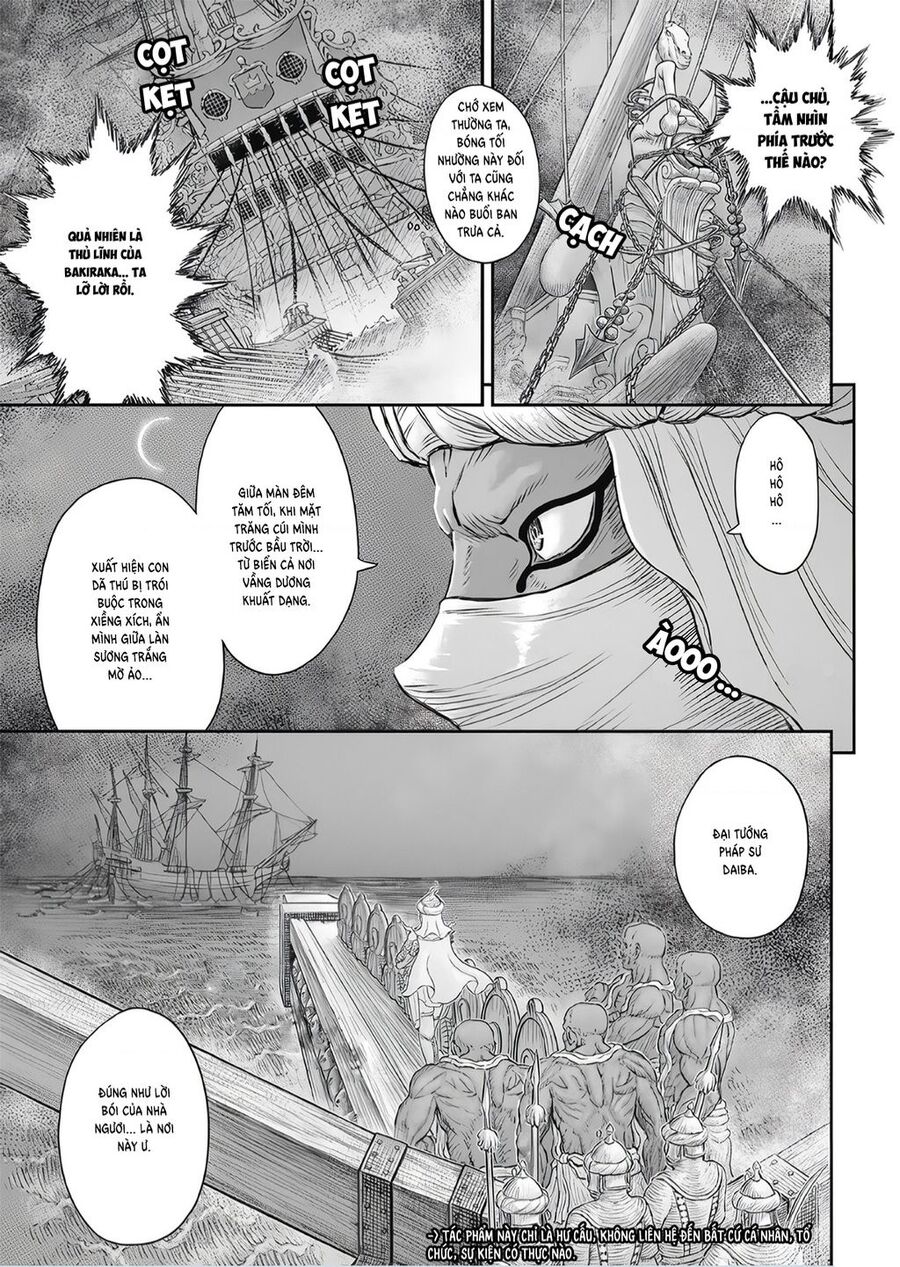 ...CẬU CHỦ,
TẦM NHÌN
PHÍA TRƯỚC
THẾ NÀO?
CHỚ XEM
THƯỜNG TA,
BÓNG TỐI
NHƯỜNG NÀY ĐỐI
VỚI TA CŨNG
CHẲNG KHÁC
NÀO BUỔI BAN
TRƯA CẢ.
CẠCH
CỌT
KẸT
CỌT
KẸT
QUẢ NHIÊN LÀ
THỦ LĨNH CỦA
BAKIRAKA... TA
LỠ LỜI RỒI.
HÔ
HÔ
HÔ
...
ÀOOO...
GIỮA MÀN ĐÊM
TĂM TỐI, KHI MẶT
TRĂNG CÚI MÌNH
TRƯỚC BẦU TRỜI...
TỪ BIỂN CẢ NƠI
VẦNG DƯƠNG
KHUẤT DẠNG.
XUẤT HIỆN CON
DÃ THÚ BỊ TRÓI
BUỘC TRONG
XIỀNG XÍCH, ẨN
MÌNH GIỮA LÀN
SƯƠNG TRẮNG
MỜ ẢO...
ĐẠI TƯỚNG
PHÁP SƯ
DAIBA.
ĐÚNG NHƯ LỜI
BÓI CỦA NHÀ
NGƯƠI... LÀ NƠI
NÀY Ư.
-> TÁC PHẨM NÀY CHỈ LÀ HƯ CẤU, KHÔNG LIÊN HỆ ĐẾN BẤT CỨ CÁ NHÂN, TỔ
CHỨC, SỰ KIỆN CÓ THỰC NÀO.